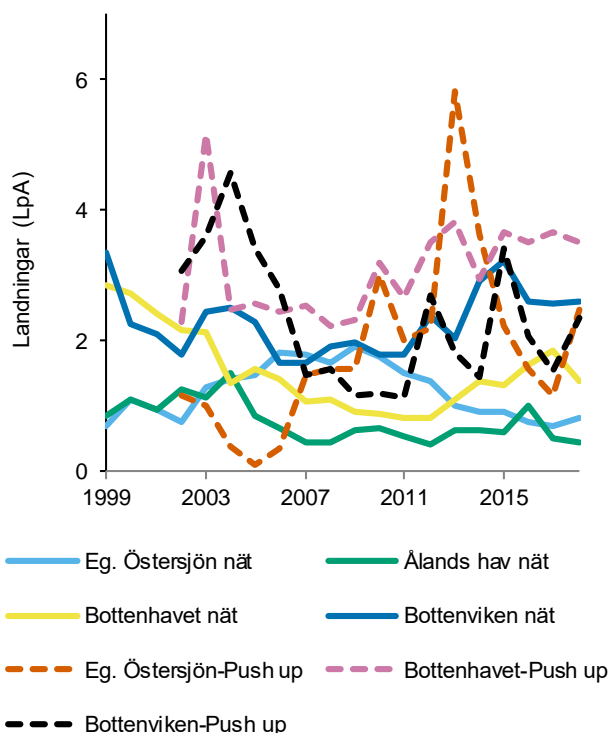 Landningar (LpA)
6
4
2
0
1999 2003 2007 2011 2015
Eg. Östersjön nät Ålands hav nät
Bottenhavet nät Bottenviken nät
Eg. Östersjön-Push up Bottenhavet-Push up
Bottenviken-Push up